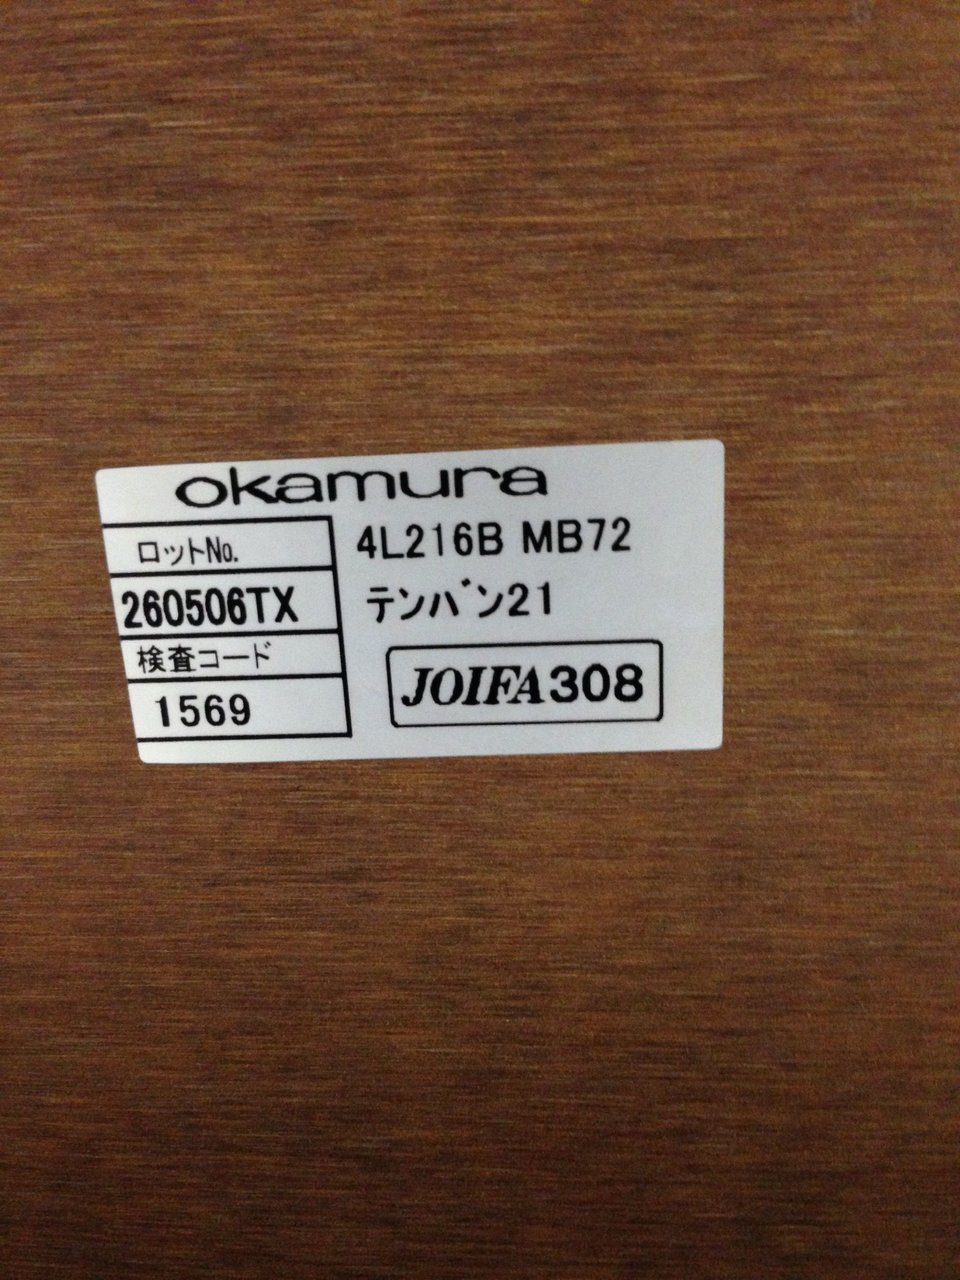 okamura
ロットNo.
260506TX
検査コード
1569
4L216B MB72
テンバン21
JOIFA308